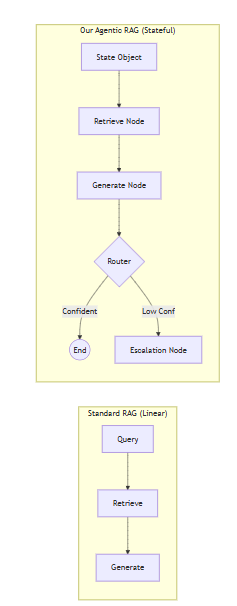 Our Agentic RAG (Stateful)
State Object
Retrieve Node
Generate Node
Router
Confident
Low Conf
End
Escalation Node
Standard RAG (Linear)
Query
Retrieve
Generate